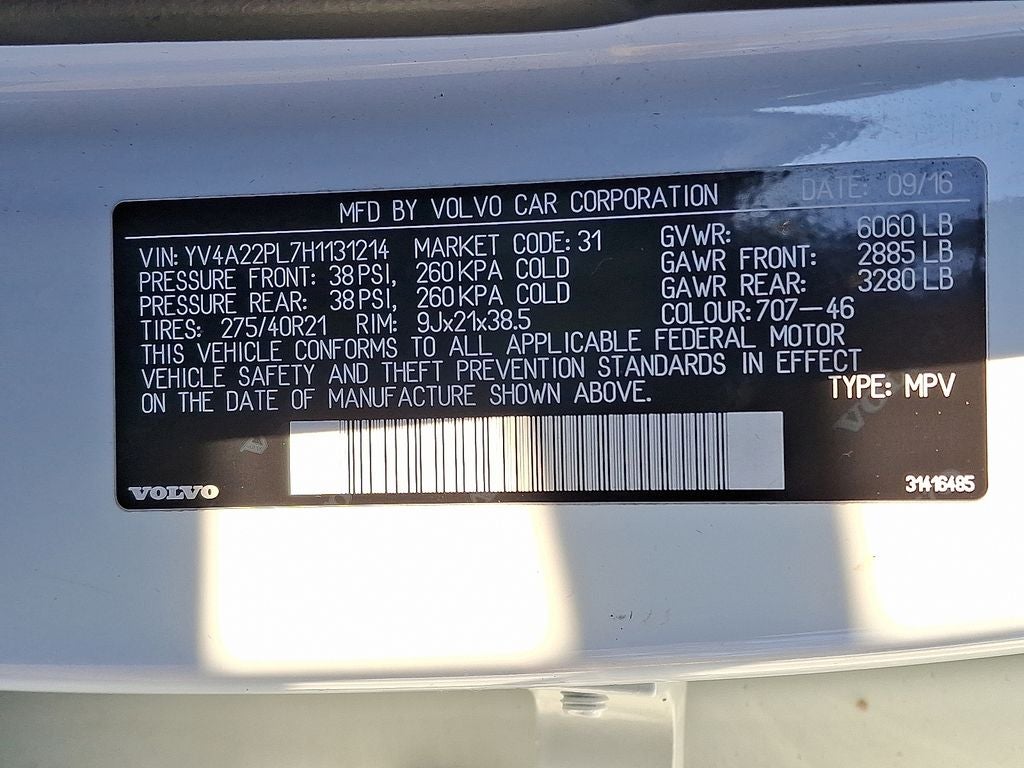 MFD BY VOLVO CAR CORPORATION DATE: 09/16
VIN: YV4A22PL7H1131214 MARKET CODE: 31 GVWR: 6060 LB
PRESSURE FRONT: 38 PSI, 260 KPA COLD GAWR FRONT: 2885 LB
PRESSURE REAR: 38 PSI, 260 KPA COLD GAWR REAR: 3280 LB
TIRES: 275/40R21 RIM: 9Jx21x38.5 COLOUR: 707-46
THIS VEHICLE CONFORMS TO ALL APPLICABLE FEDERAL MOTOR
VEHICLE SAFETY AND THEFT PREVENTION STANDARDS IN EFFECT
ON THE DATE OF MANUFACTURE SHOWN ABOVE. TYPE: MPV
VOLVO 31416485